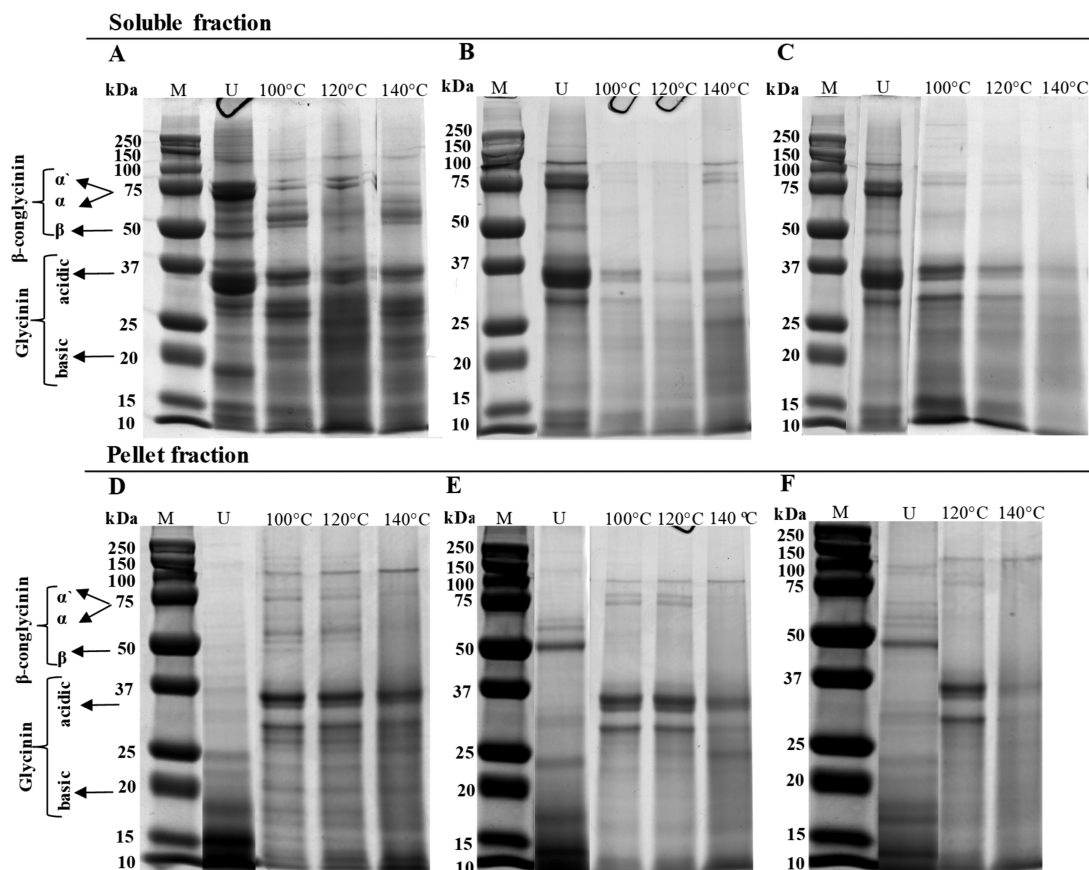 Soluble fraction
A B C
kDa M U 100°C 120°C 140°C M U 100°C 120°C 140°C kDa M U 100°C 120°C 140°C
250 250 250
150 150 150
100 100 100
75 75 75
50 50 50
37 37 37
25 25 25
20 20 20
15 15 15
10 10 10
β-conglycinin
α`
α
β
Glycinin
acidic
basic
Pellet fraction
D E F
kDa M U 100°C 120°C 140°C kDa M U 100°C 120°C 140 °C kDa M U 120°C 140°C
250 250 250
150 150 150
100 100 100
75 75 75
50 50 50
37 37 37
25 25 25
20 20 20
15 15 15
10 10 10
β-conglycinin
α`
α
β
Glycinin
acidic
basic